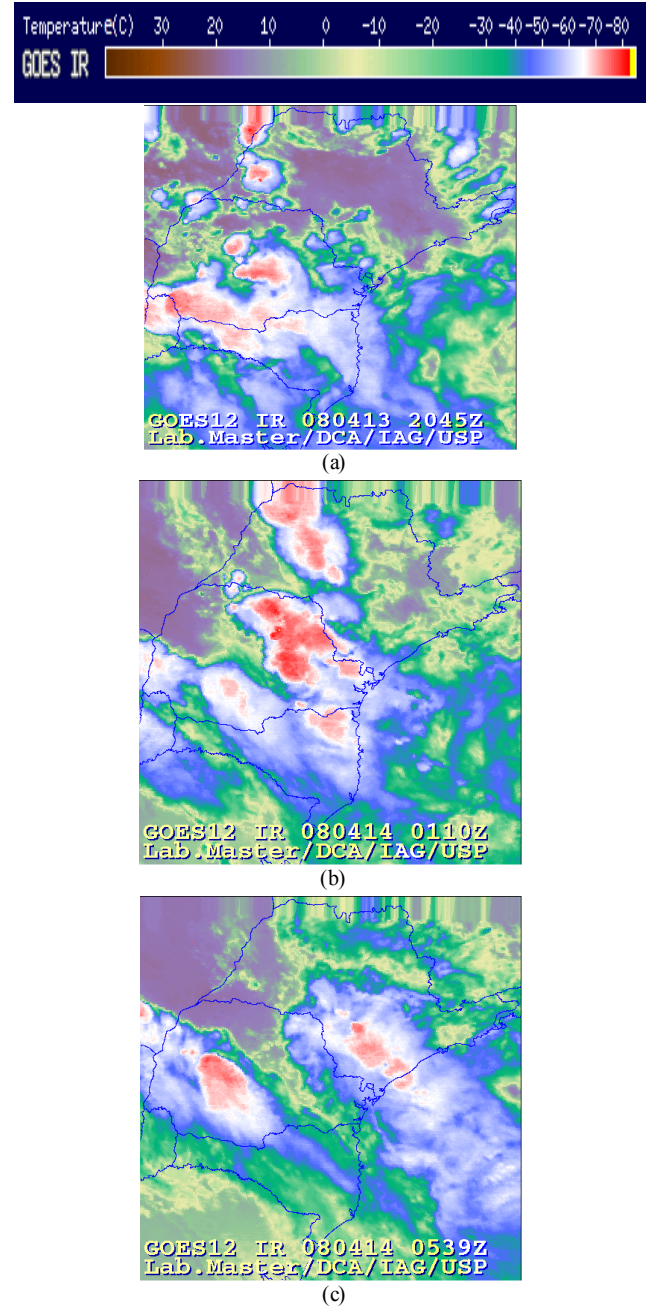 Temperature(C) 30 20 10 0 -10 -20 -30 -40 -50 -60 -70 -80
GOES IR
GOES12 IR 080413 2045Z
Lab.Master/DCA/IAG/USP
(a)
GOES12 IR 080414 0110Z
Lab.Master/DCA/IAG/USP
(b)
GOES12 IR 080414 0539Z
Lab.Master/DCA/IAG/USP
(c)